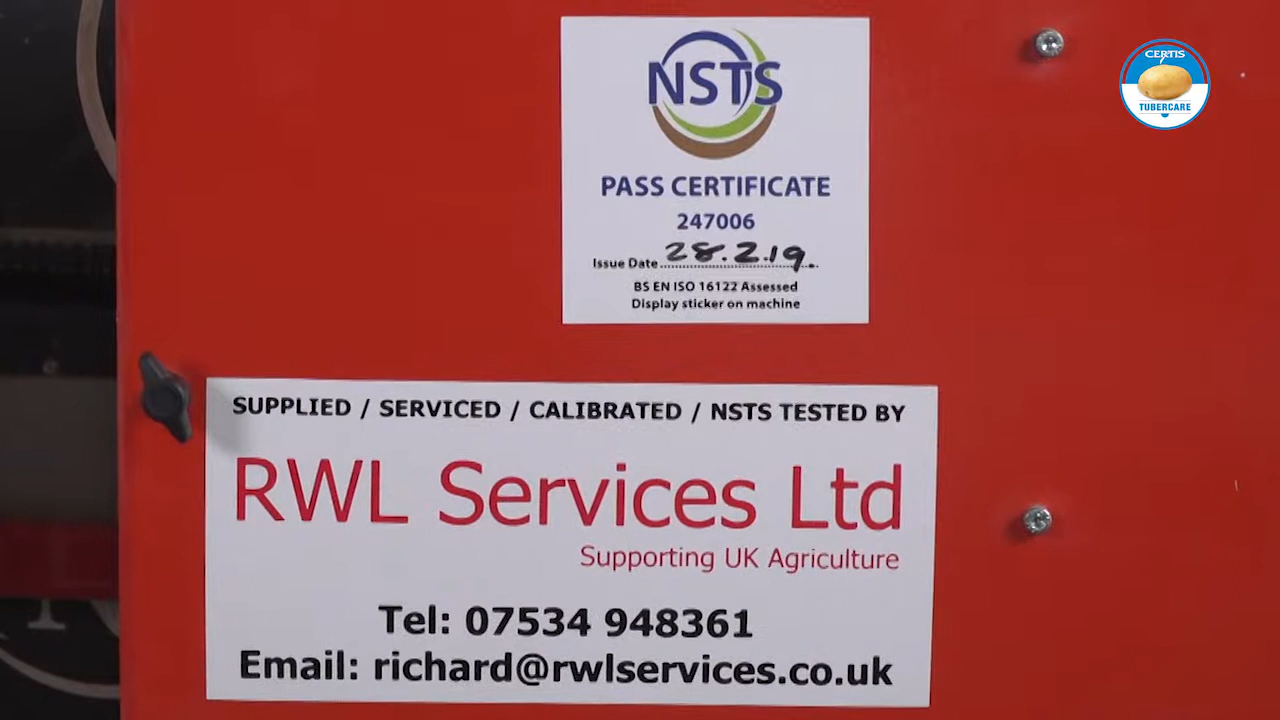 NSTS
PASS CERTIFICATE
247006
Issue Date 28.2.19.
BS EN ISO 16122 Assessed
Display sticker on machine
CERTIS
TUBERCARE
SUPPLIED / SERVICED / CALIBRATED / NSTS TESTED BY
RWL Services Ltd
Supporting UK Agriculture
Tel: 07534 948361
Email: richard@rwlservices.co.uk